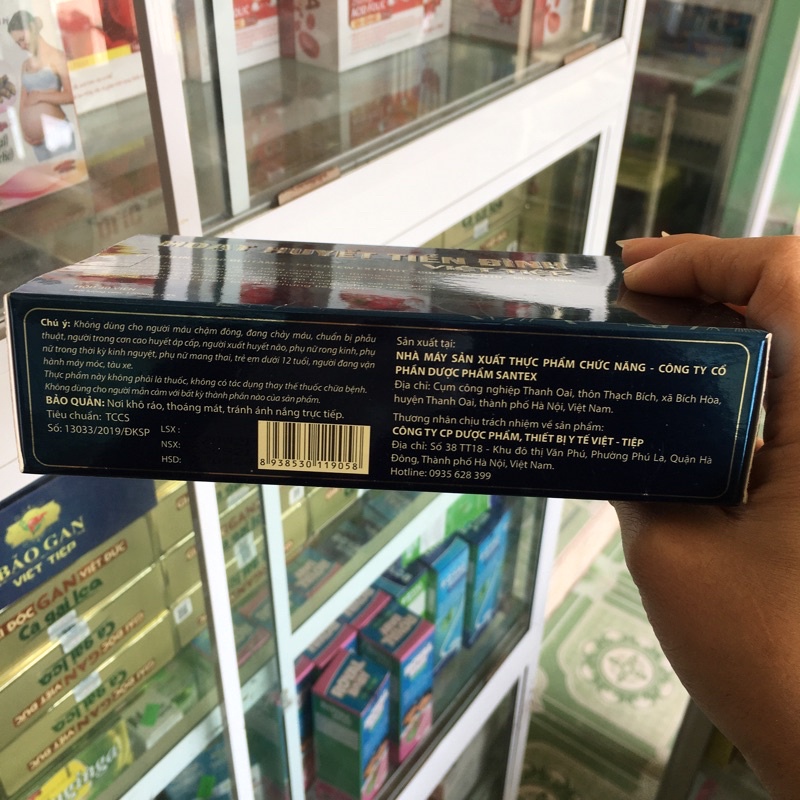 HOẠT HUYẾT TIỀN ĐÌNH
Chú ý: Không dùng cho người máu chậm đông, đang chảy máu, chuẩn bị phẫu
thuật, người trong cơn cao huyết áp cấp, người xuất huyết não, phụ nữ rong kinh, phụ
nữ trong thời kỳ kinh nguyệt, phụ nữ mang thai, trẻ em dưới 12 tuổi, người đang vận
hành máy móc, tàu xe.
Thực phẩm này không phải là thuốc, không có tác dụng thay thế thuốc chữa bệnh.
Không dùng cho người mẫn cảm với bất kỳ thành phần nào của sản phẩm.
BẢO QUẢN: Nơi khô ráo, thoáng mát, tránh ánh nắng trực tiếp.
Tiêu chuẩn: TCCS
Số: 13033/2019/ĐKSP
LSX :
NSX:
HSD:
8 938530 119058
Sản xuất tại:
NHÀ MÁY SẢN XUẤT THỰC PHẨM CHỨC NĂNG - CÔNG TY CỔ
PHẦN DƯỢC PHẨM SANTEX
Địa chỉ: Cụm công nghiệp Thanh Oai, thôn Thạch Bích, xã Bích Hòa,
huyện Thanh Oai, thành phố Hà Nội, Việt Nam.
Thương nhân chịu trách nhiệm về sản phẩm:
CÔNG TY CP DƯỢC PHẨM, THIẾT BỊ Y TẾ VIỆT - TIỆP
Địa chỉ: Số 38 TT18 - Khu đô thị Văn Phú, Phường Phú La, Quận Hà
Đông, Thành phố Hà Nội, Việt Nam.
Hotline: 0935 628 399
BẢO GAN
VIỆT TIỆP
GIẢI ĐỘC GAN VIỆT ĐỨC
Cà gai leo